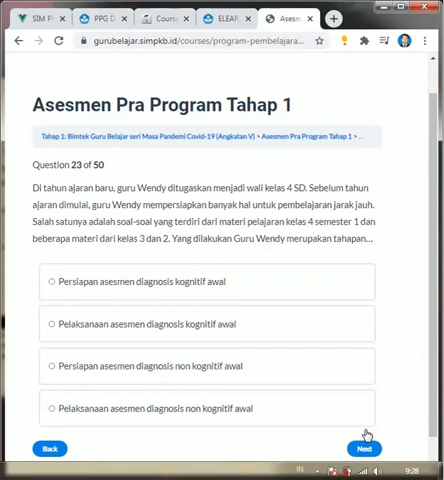 SIM P
PPG D
Cours
ELEAR
Asesm
gurubelajar.simpkb.id/courses/program-pembelajara...
Asesmen Pra Program Tahap 1
Tahap 1: Bimtek Guru Belajar seri Masa Pandemi Covid-19 (Angkatan V) > Asesmen Pra Program Tahap 1 > ...
Question 23 of 50
Di tahun ajaran baru, guru Wendy ditugaskan menjadi wali kelas 4 SD. Sebelum tahun
ajaran dimulai, guru Wendy mempersiapkan banyak hal untuk pembelajaran jarak jauh.
Salah satunya adalah soal-soal yang terdiri dari materi pelajaran kelas 4 semester 1 dan
beberapa materi dari kelas 3 dan 2. Yang dilakukan Guru Wendy merupakan tahapan...
Persiapan asesmen diagnosis kognitif awal
Pelaksanaan asesmen diagnosis kognitif awal
Persiapan asesmen diagnosis non kognitif awal
Pelaksanaan asesmen diagnosis non kognitif awal
Back
Next
IN
9:28